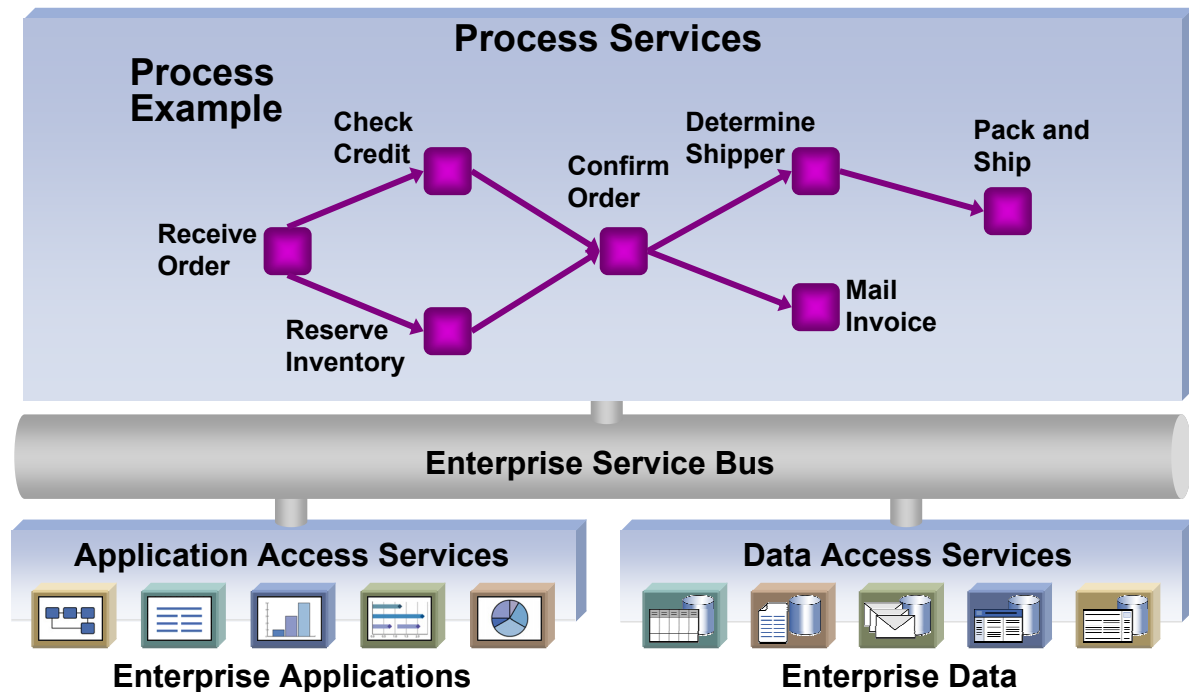 Process Services
Process
Example
Check
Credit
Determine
Shipper
Pack and
Ship
Confirm
Order
Receive
Order
Reserve
Inventory
Mail
Invoice
Enterprise Service Bus
Application Access Services
Data Access Services
Enterprise Applications
Enterprise Data